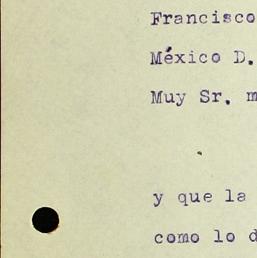 Francisco
México D.
Muy Sr. m
y que la
como lo d